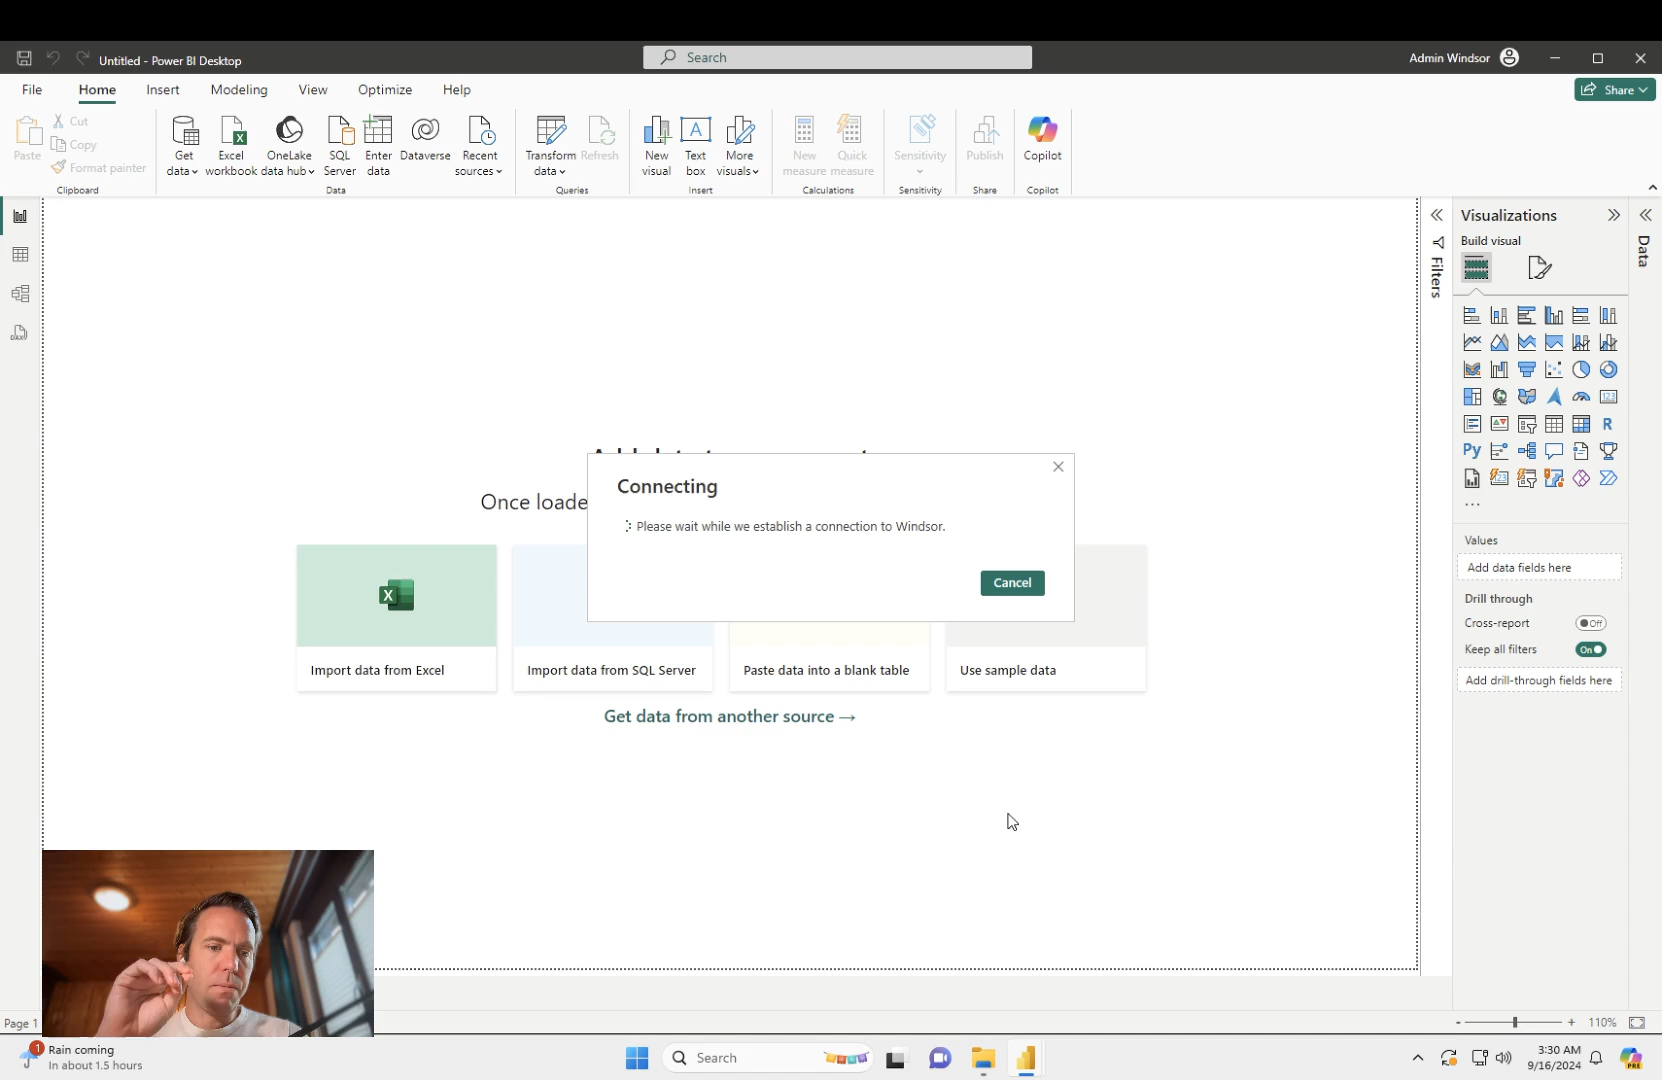 Untitled - Power BI Desktop
Search
Admin Windsor
File
Home
Insert
Modeling
View
Optimize
Help
Share
Paste
Cut
Copy
Format painter
Clipboard
Get data
Excel workbook
OneLake data hub
SQL Server
Enter data
Dataverse
Recent sources
Data
Transform data
Refresh
Queries
New visual
Text box
More visuals
Insert
New measure
Quick measure
Calculations
Sensitivity
Sensitivity
Publish
Share
Copilot
Copilot
Filters
Visualizations
Build visual
Data
Once loade
Connecting
Please wait while we establish a connection to Windsor.
Cancel
Import data from Excel
Import data from SQL Server
Paste data into a blank table
Use sample data
Get data from another source →
Values
Add data fields here
Drill through
Cross-report
Off
Keep all filters
On
Add drill-through fields here
Page 1
110%
1
Rain coming
In about 1.5 hours
Search
3:30 AM
9/16/2024
PRE